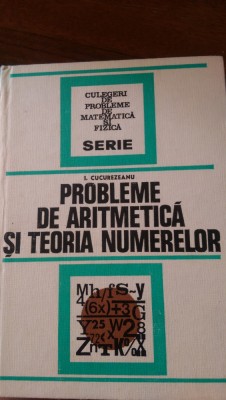 CULEGERI
DE
PROBLEME
DE
MATEMATICĂ
ȘI
FIZICĂ
SERIE
I. CUCUREZEANU
PROBLEME
DE ARITMETICĂ
ȘI TEORIA NUMERELOR